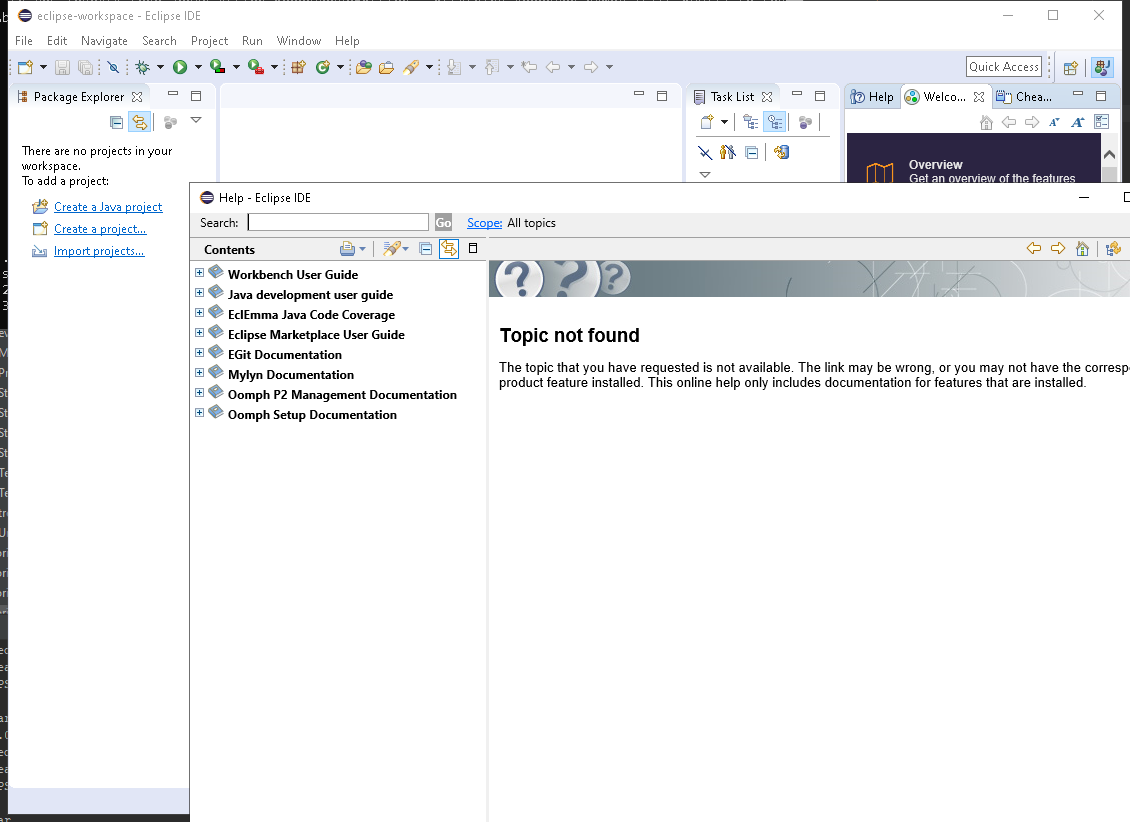 eclipse-workspace - Eclipse IDE
File Edit Navigate Search Project Run Window Help
Quick Access
Package Explorer
Task List
Help
Welco...
Chea...
There are no projects in your
workspace.
To add a project:
Create a Java project
Create a project...
Import projects...
Overview
Get an overview of the features
Help - Eclipse IDE
Search:
Go
Scope: All topics
Contents
Workbench User Guide
Java development user guide
EclEmma Java Code Coverage
Eclipse Marketplace User Guide
EGit Documentation
Mylyn Documentation
Oomph P2 Management Documentation
Oomph Setup Documentation
Topic not found
The topic that you have requested is not available. The link may be wrong, or you may not have the corresp
product feature installed. This online help only includes documentation for features that are installed.